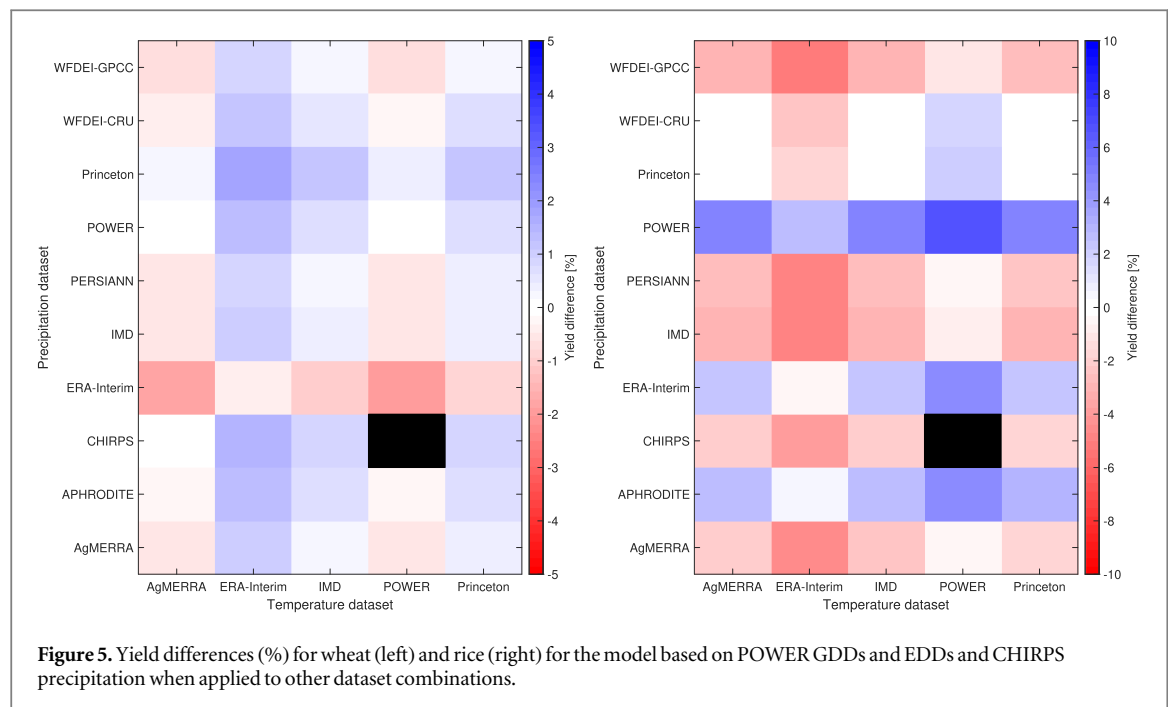 WFDEI-GPCC
WFDEI-CRU
Princeton
POWER
PERSIANN
IMD
ERA-Interim
CHIRPS
APHRODITE
AgMERRA
Precipitation dataset
AgMERRA ERA-Interim IMD POWER Princeton
Temperature dataset
5
4
3
2
1
0
-1
-2
-3
-4
-5
Yield difference [%]
WFDEI-GPCC
WFDEI-CRU
Princeton
POWER
PERSIANN
IMD
ERA-Interim
CHIRPS
APHRODITE
AgMERRA
Precipitation dataset
AgMERRA ERA-Interim IMD POWER Princeton
Temperature dataset
10
8
6
4
2
0
-2
-4
-6
-8
-10
Yield difference [%]
Figure 5. Yield differences (%) for wheat (left) and rice (right) for the model based on POWER GDDs and EDDs and CHIRPS
precipitation when applied to other dataset combinations.